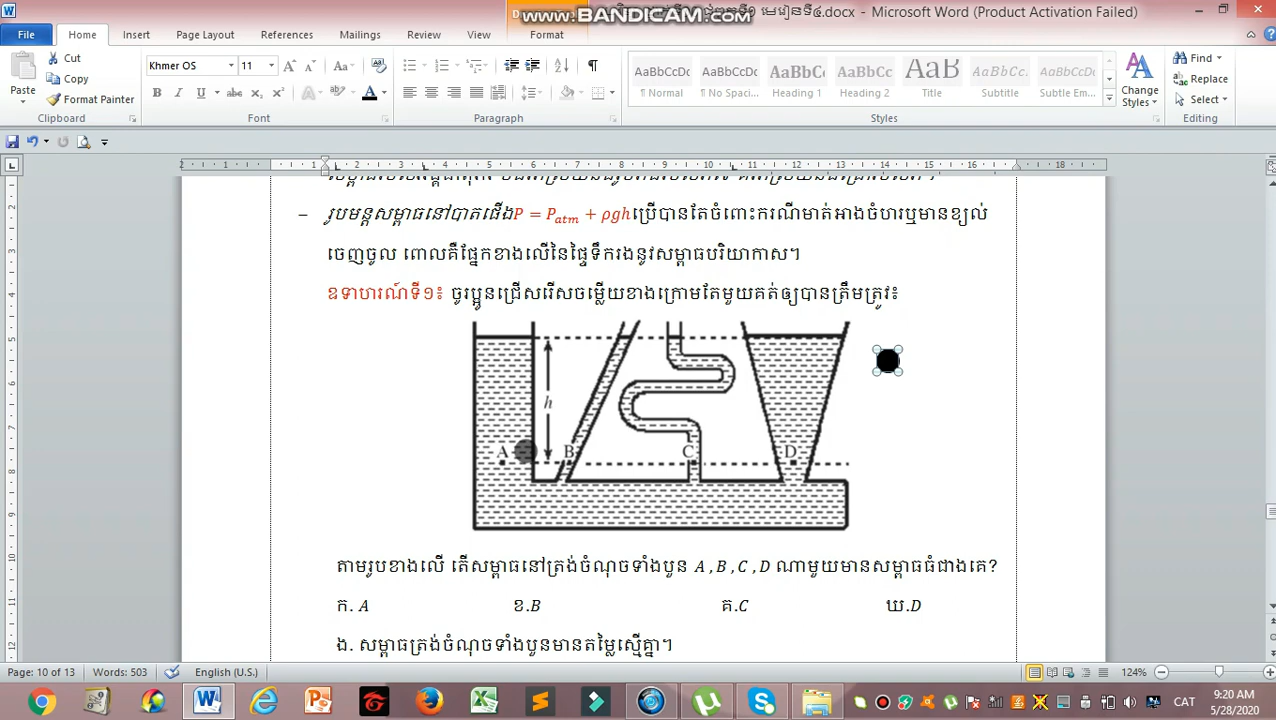 www.BANDICAM.com
មេរៀនទី៤.docx - Microsoft Word (Product Activation Failed)
File Home Insert Page Layout References Mailings Review View Format
Paste Cut Copy Format Painter
Khmer OS 11
AaBbCcDc AaBbCcDc AaBbC AaBbCc AaB AaBbCcL AaBbCcDc
¶ Normal ¶ No Spaci... Heading 1 Heading 2 Title Subtitle Subtle Em...
Change Styles
Find Replace Select
Clipboard Font Paragraph Styles Editing
– រូបមន្តសម្ពាធនៅបាតផើងP = Patm + ρgh ប្រើបានតែចំពោះករណីមាត់អាងចំហរឬមានខ្យល់
ចេញចូល ពោលគឺផ្នែកខាងលើនៃផ្ទៃទឹករងនូវសម្ពាធបរិយាកាស។
ឧទាហរណ៍ទី១៖ ចូរប្អូនជ្រើសរើសចម្លើយខាងក្រោមតែមួយគត់ឲ្យបានត្រឹមត្រូវ៖
h
A B C D
តាមរូបខាងលើ តើសម្ពាធនៅត្រង់ចំណុចទាំងបួន A ,B ,C ,D ណាមួយមានសម្ពាធធំជាងគេ?
ក. A ខ.B គ.C ឃ.D
ង. សម្ពាធត្រង់ចំណុចទាំងបួនមានតម្លៃស្មើគ្នា។
Page: 10 of 13 Words: 503 English (U.S.) 124%
CAT 9:20 AM
5/28/2020